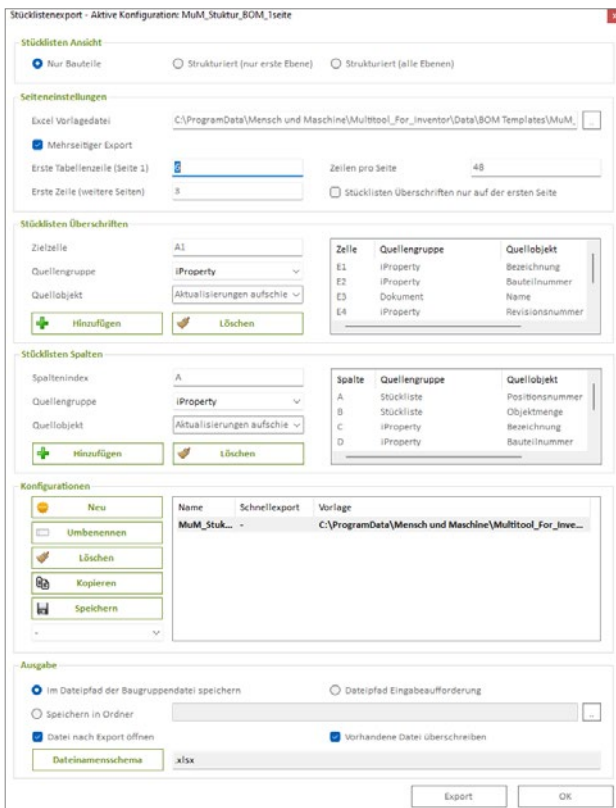 Stücklistenexport - Aktive Konfiguration: MuM_Stuktur_BOM_1seite
x
Stücklisten Ansicht
Nur Bauteile Strukturiert (nur erste Ebene) Strukturiert (alle Ebenen)
Seiteneinstellungen
Excel Vorlagedatei C:\ProgramData\Mensch und Maschine\Multitool_For_Inventor\Data\BOM Templates\MuM_ ..
Mehrseitiger Export
Erste Tabellenzeile (Seite 1) 6 Zeilen pro Seite 48
Erste Zeile (weitere Seiten) 3 Stücklisten Überschriften nur auf der ersten Seite
Stücklisten Überschriften
Zielzelle A1
Quellengruppe iProperty
Quellobjekt Aktualisierungen aufschie
Hinzufügen Löschen
Zelle Quellengruppe Quellobjekt
E1 iProperty Bezeichnung
E2 iProperty Bauteilnummer
E3 Dokument Name
E4 iProperty Revisionsnummer
Stücklisten Spalten
Spaltenindex A
Quellengruppe iProperty
Quellobjekt Aktualisierungen aufschie
Hinzufügen Löschen
Spalte Quellengruppe Quellobjekt
A Stückliste Positionsnummer
B Stückliste Objektmenge
C iProperty Bezeichnung
D iProperty Bauteilnummer
Konfigurationen
Neu
Umbenennen
Löschen
Kopieren
Speichern
-
Name Schnellexport Vorlage
MuM_Stuk... - C:\ProgramData\Mensch und Maschine\Multitool_For_Inve...
Ausgabe
Im Dateipfad der Baugruppendatei speichern Dateipfad Eingabeaufforderung
Speichern in Ordner ..
Datei nach Export öffnen Vorhandene Datei überschreiben
Dateinamensschema .xlsx
Export OK